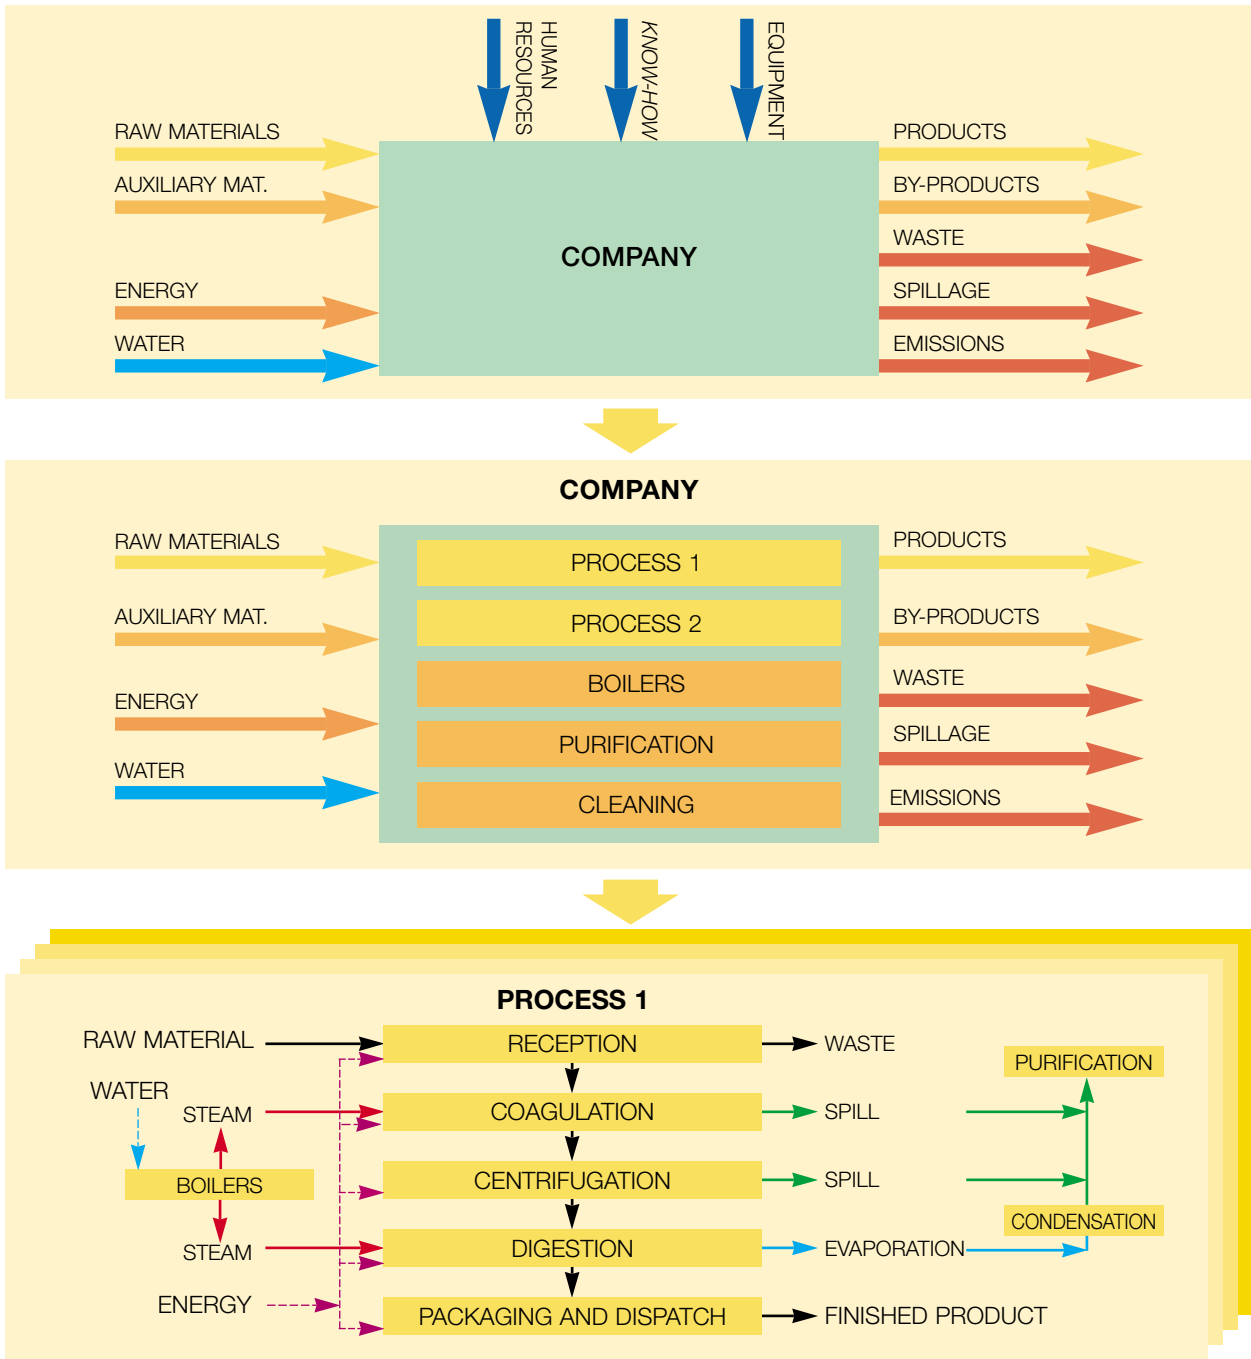 HUMAN
RESOURCES
KNOW-HOW
EQUIPMENT
RAW MATERIALS
AUXILIARY MAT.
ENERGY
WATER
COMPANY
PRODUCTS
BY-PRODUCTS
WASTE
SPILLAGE
EMISSIONS
COMPANY
RAW MATERIALS
AUXILIARY MAT.
ENERGY
WATER
PROCESS 1
PROCESS 2
BOILERS
PURIFICATION
CLEANING
PRODUCTS
BY-PRODUCTS
WASTE
SPILLAGE
EMISSIONS
PROCESS 1
RAW MATERIAL
RECEPTION
WASTE
PURIFICATION
WATER
STEAM
COAGULATION
SPILL
BOILERS
CENTRIFUGATION
SPILL
CONDENSATION
STEAM
DIGESTION
EVAPORATION
ENERGY
PACKAGING AND DISPATCH
FINISHED PRODUCT